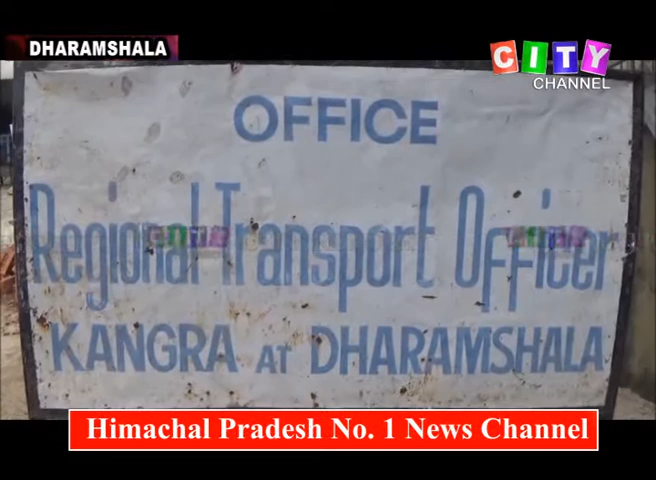 DHARAMSHALA
CITY
CHANNEL
OFFICE
Regional Transport Officer
KANGRA AT DHARAMSHALA
Himachal Pradesh No. 1 News Channel